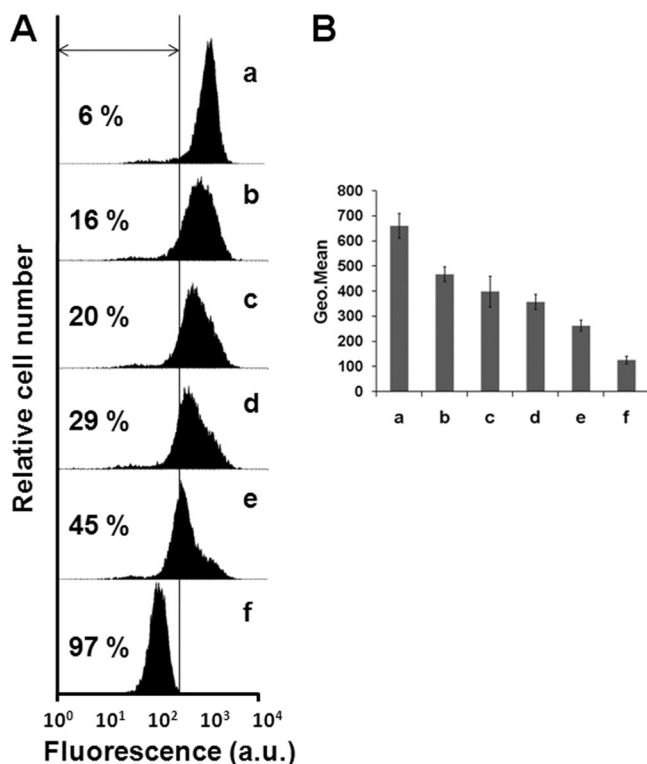 A
B
Relative cell number
a
6 %
b
16 %
c
20 %
d
29 %
e
45 %
f
97 %
10⁰ 10¹ 10² 10³ 10⁴
Fluorescence (a.u.)
Geo.Mean
800
700
600
500
400
300
200
100
0
a b c d e f